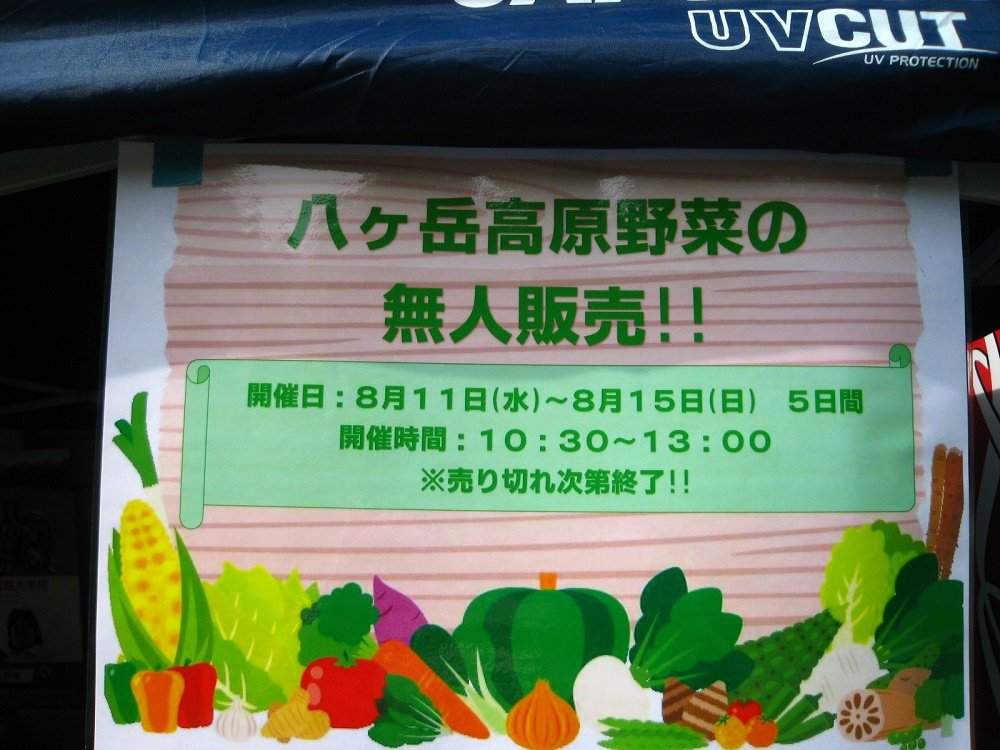 UVCUT
UV PROTECTION
八ヶ岳高原野菜の
無人販売!!
開催日：８月１１日(水)～８月１５日(日)　５日間
開催時間：１０：３０～１３：００
※売り切れ次第終了!!